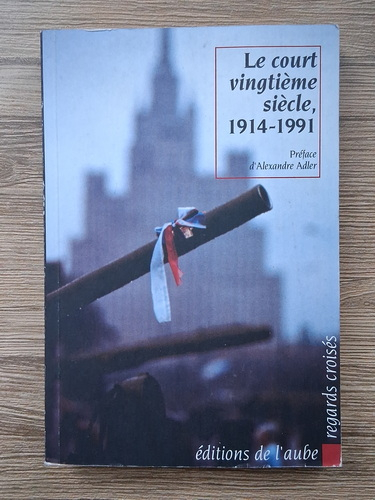 Le court
vingtième
siècle,
1914-1991
Préface
d'Alexandre Adler
regards croisés
éditions de l'aube